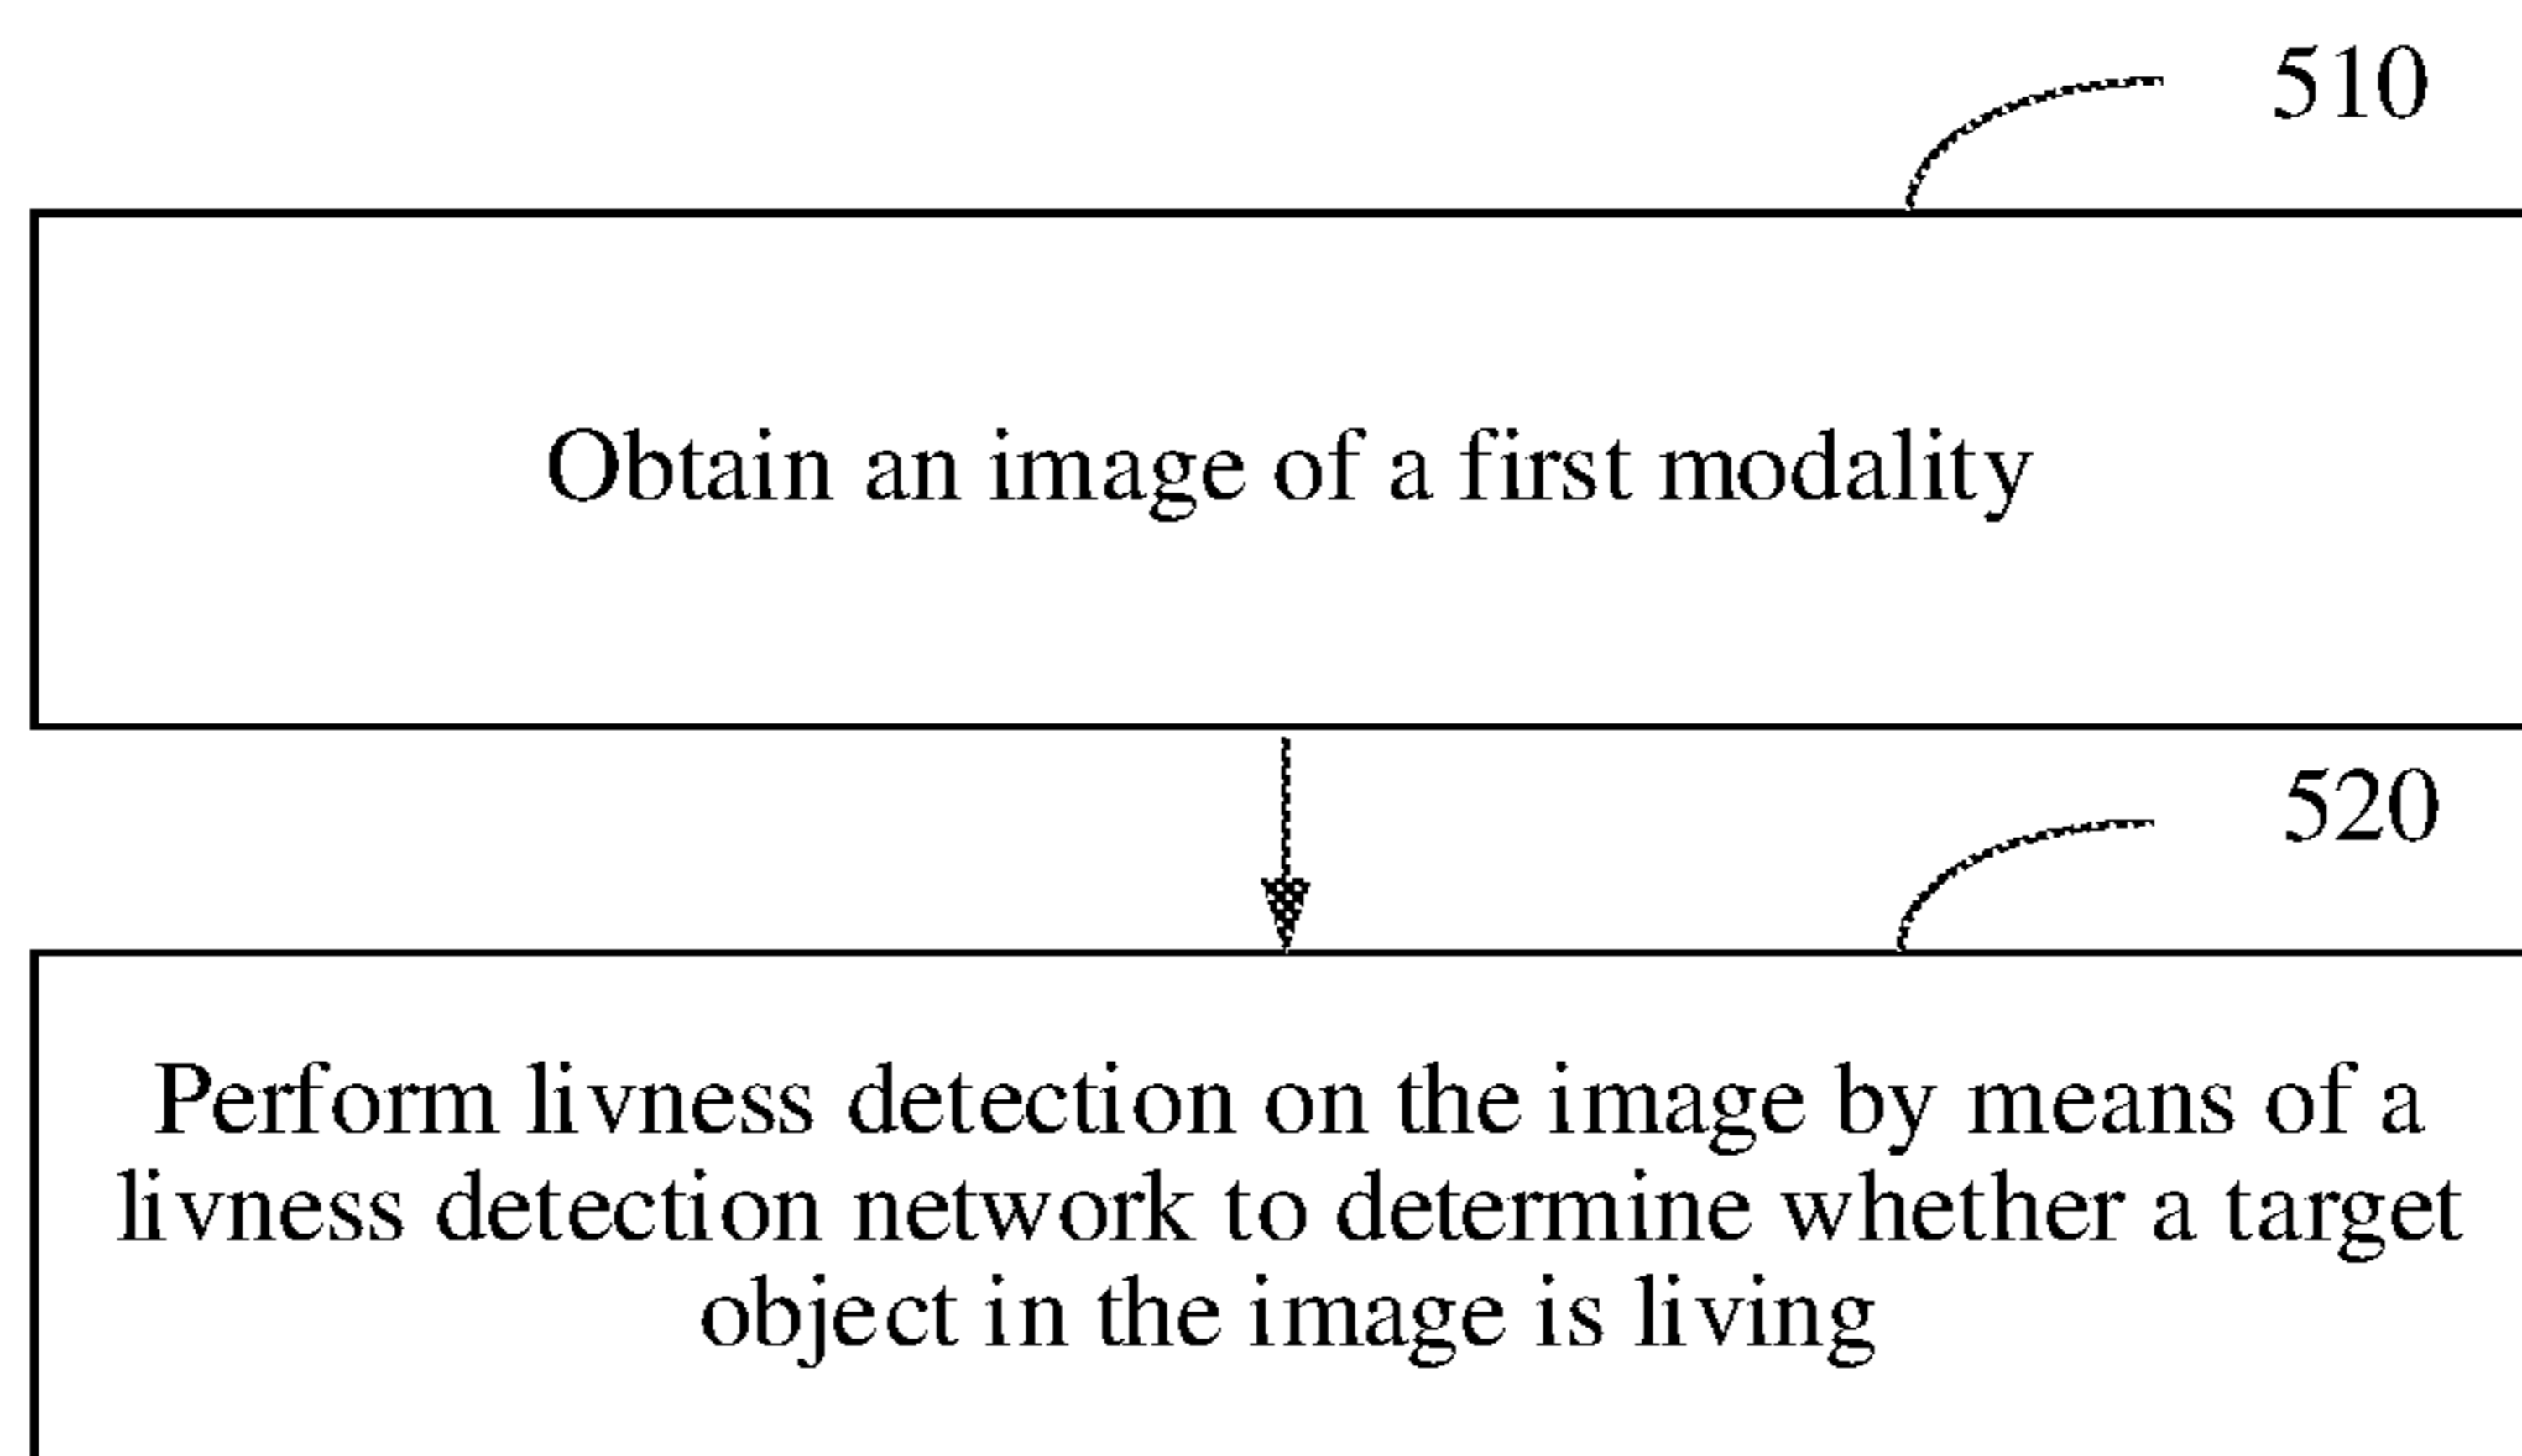 510
Obtain an image of a first modality
520
Perform livness detection on the image by means of a
livness detection network to determine whether a target
object in the image is living